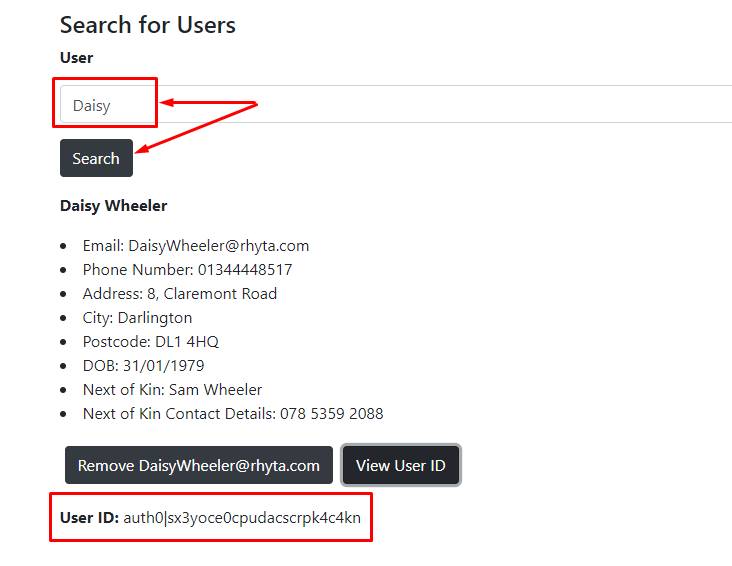 Search for Users
User
Daisy
Search
Daisy Wheeler
Email: DaisyWheeler@rhyta.com
Phone Number: 01344448517
Address: 8, Claremont Road
City: Darlington
Postcode: DL1 4HQ
DOB: 31/01/1979
Next of Kin: Sam Wheeler
Next of Kin Contact Details: 078 5359 2088
Remove DaisyWheeler@rhyta.com View User ID
User ID: auth0|sx3yoce0cpudacscrpk4c4kn